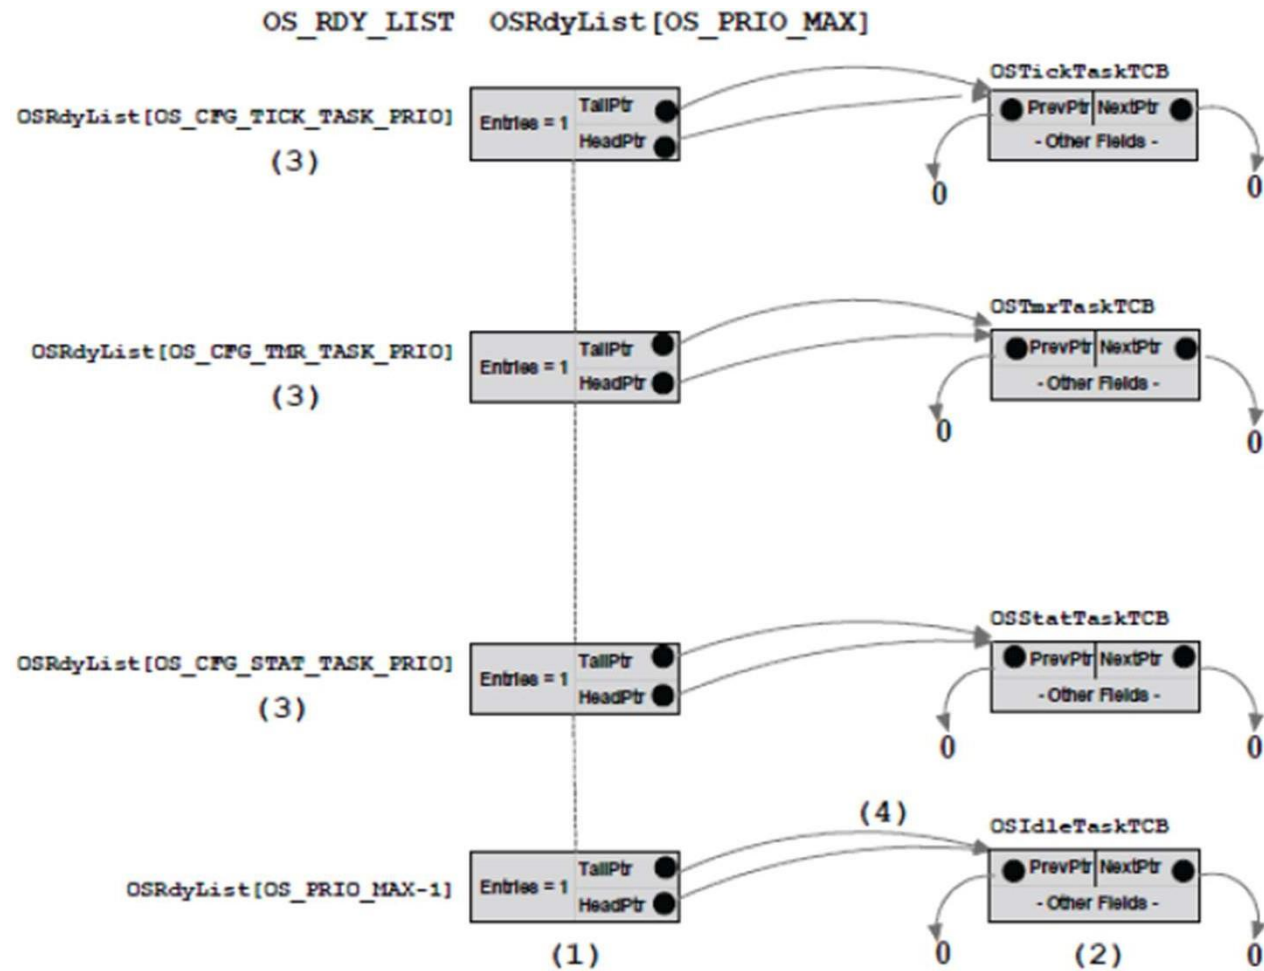 OS_RDY_LIST OSRdyList[OS_PRIO_MAX]
OSTickTaskTCB
OSRdyList[OS_CFG_TICK_TASK_PRIO]
(3)
Entries = 1
TailPtr
HeadPtr
PrevPtr NextPtr
- Other Fields -
0
0
OSTmrTaskTCB
OSRdyList[OS_CFG_TMR_TASK_PRIO]
(3)
Entries = 1
TailPtr
HeadPtr
PrevPtr NextPtr
- Other Fields -
0
0
OSStatTaskTCB
OSRdyList[OS_CFG_STAT_TASK_PRIO]
(3)
Entries = 1
TailPtr
HeadPtr
PrevPtr NextPtr
- Other Fields -
0
0
(4)
OSIdleTaskTCB
OSRdyList[OS_PRIO_MAX-1]
Entries = 1
TailPtr
HeadPtr
PrevPtr NextPtr
- Other Fields -
(1)
0
(2)
0